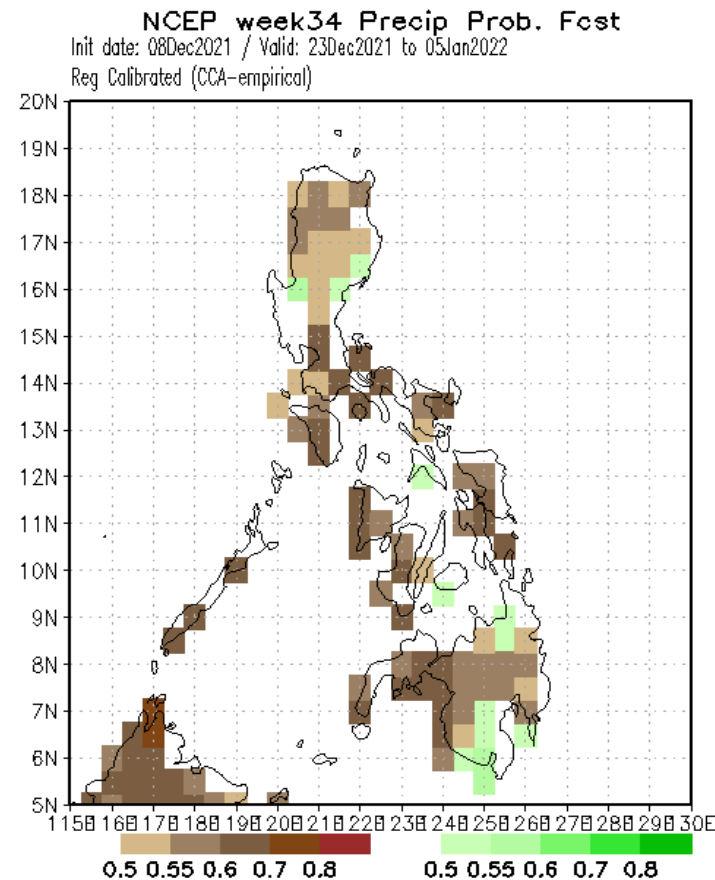 NCEP week34 Precip Prob. Fcst
Init date: 08Dec2021 / Valid: 23Dec2021 to 05Jan2022
Reg Calibrated (CCA-empirical)
20N
19N
18N
17N
16N
15N
14N
13N
12N
11N
10N
9N
8N
7N
6N
5N
115E 116E 117E 118E 119E 120E 121E 122E 123E 124E 125E 126E 127E 128E 129E 130E
0.5 0.55 0.6 0.7 0.8 0.5 0.55 0.6 0.7 0.8